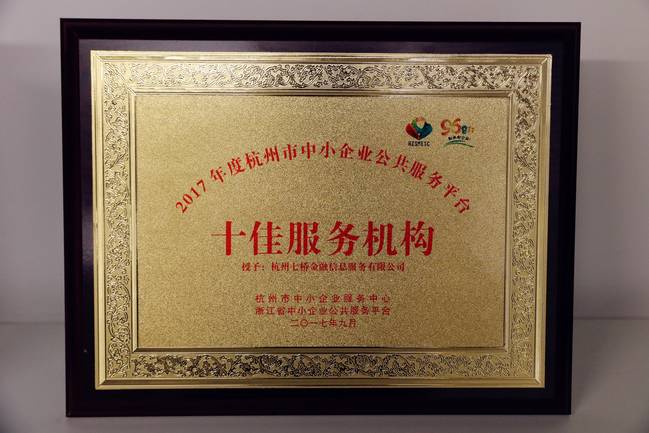 HZSMESC
2017年度杭州市中小企业公共服务平台
十佳服务机构
授予：杭州七桥金融信息服务有限公司
杭州市中小企业服务中心
浙江省中小企业公共服务平台
二〇一七年九月